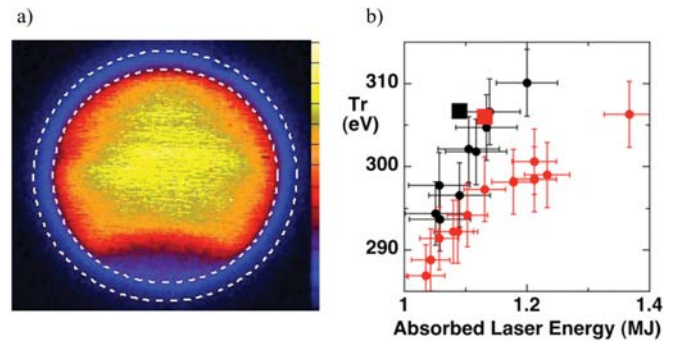 a)
b)
310
Tr
(eV)
300
290
1
1.2
1.4
Absorbed Laser Energy (MJ)